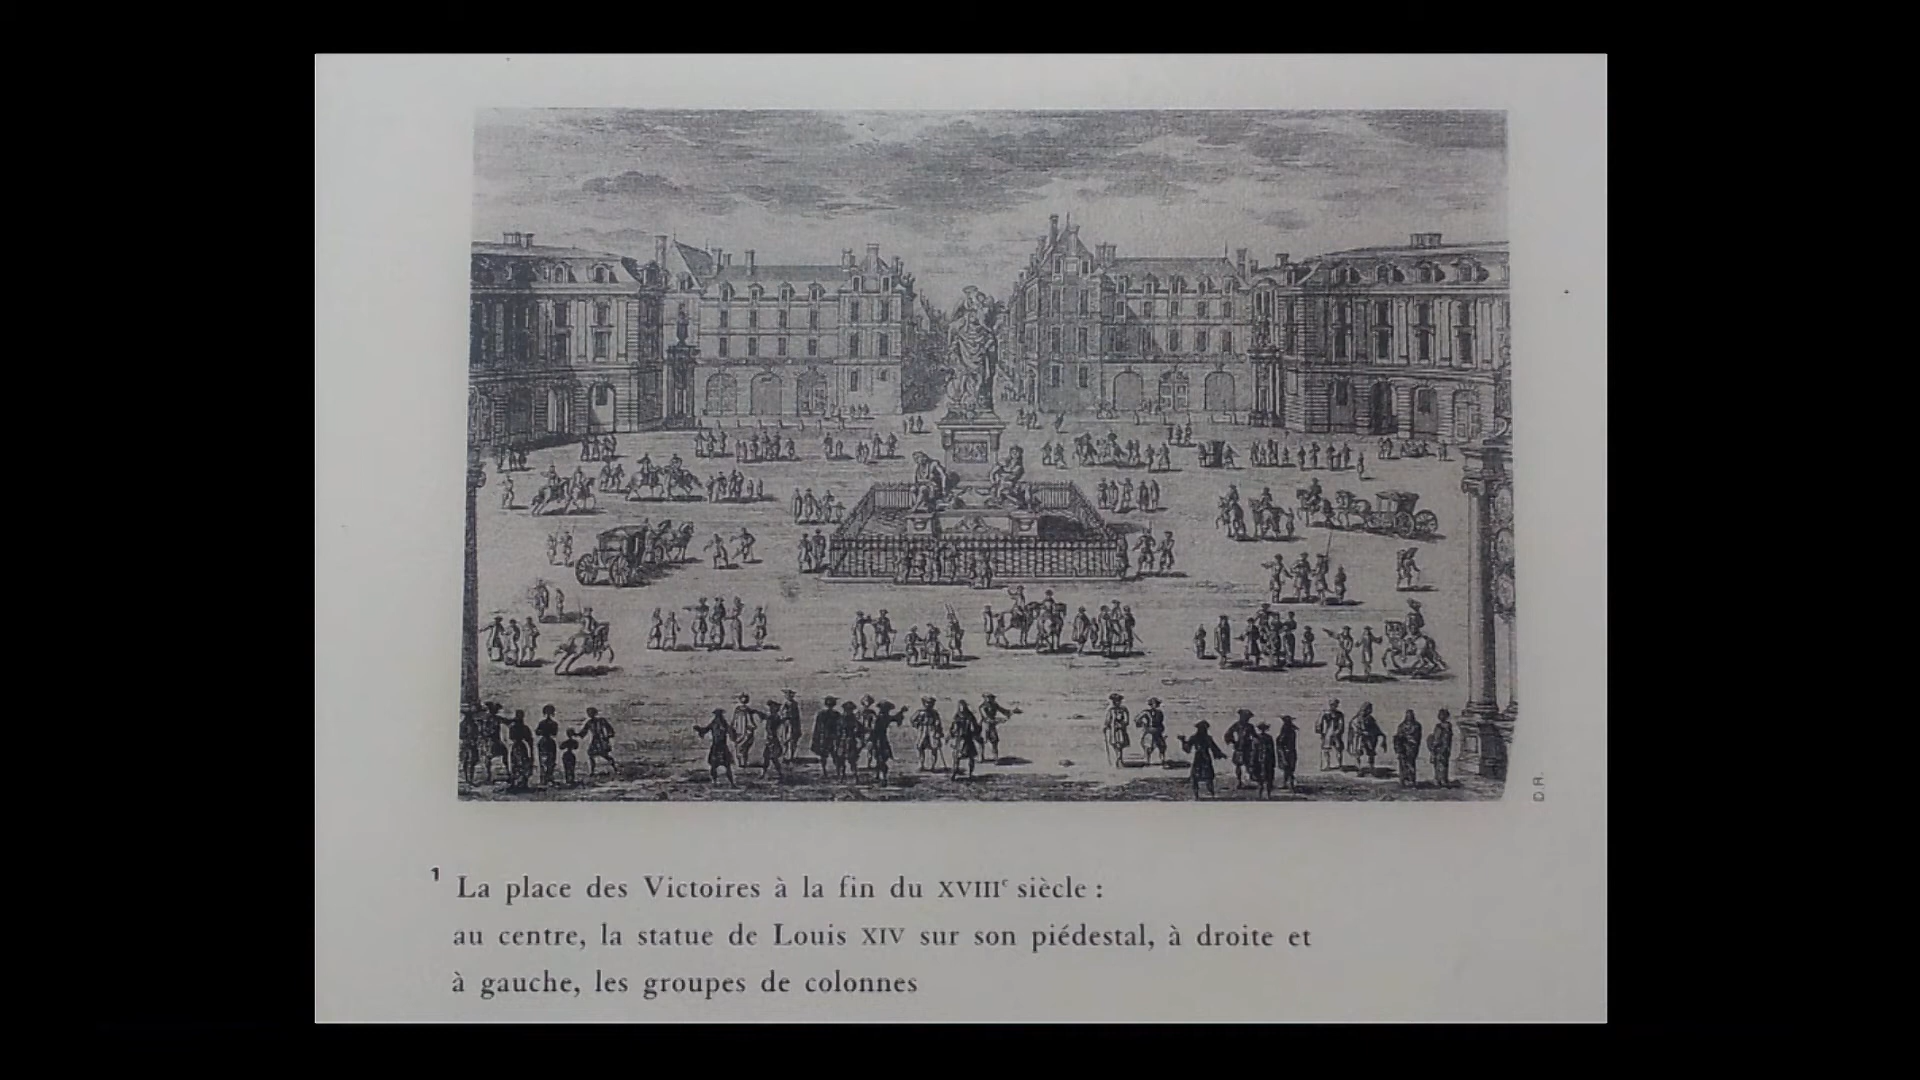 D.R.
1 La place des Victoires à la fin du XVIIIe siècle :
au centre, la statue de Louis XIV sur son piédestal, à droite et
à gauche, les groupes de colonnes